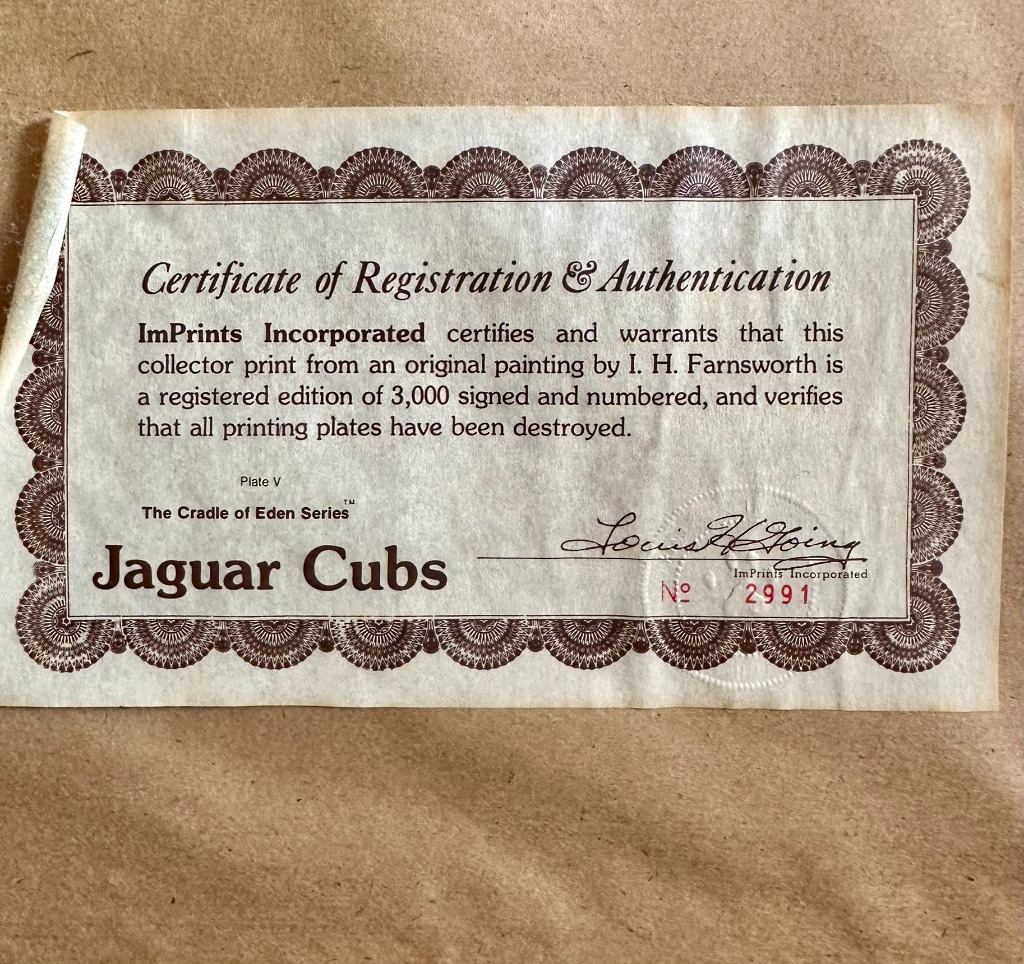 Certificate of Registration & Authentication
ImPrints Incorporated certifies and warrants that this
collector print from an original painting by I. H. Farnsworth is
a registered edition of 3,000 signed and numbered, and verifies
that all printing plates have been destroyed.
Plate V
The Cradle of Eden Series™
Jaguar Cubs
Louis H Going
ImPrints Incorporated
Nº 2991